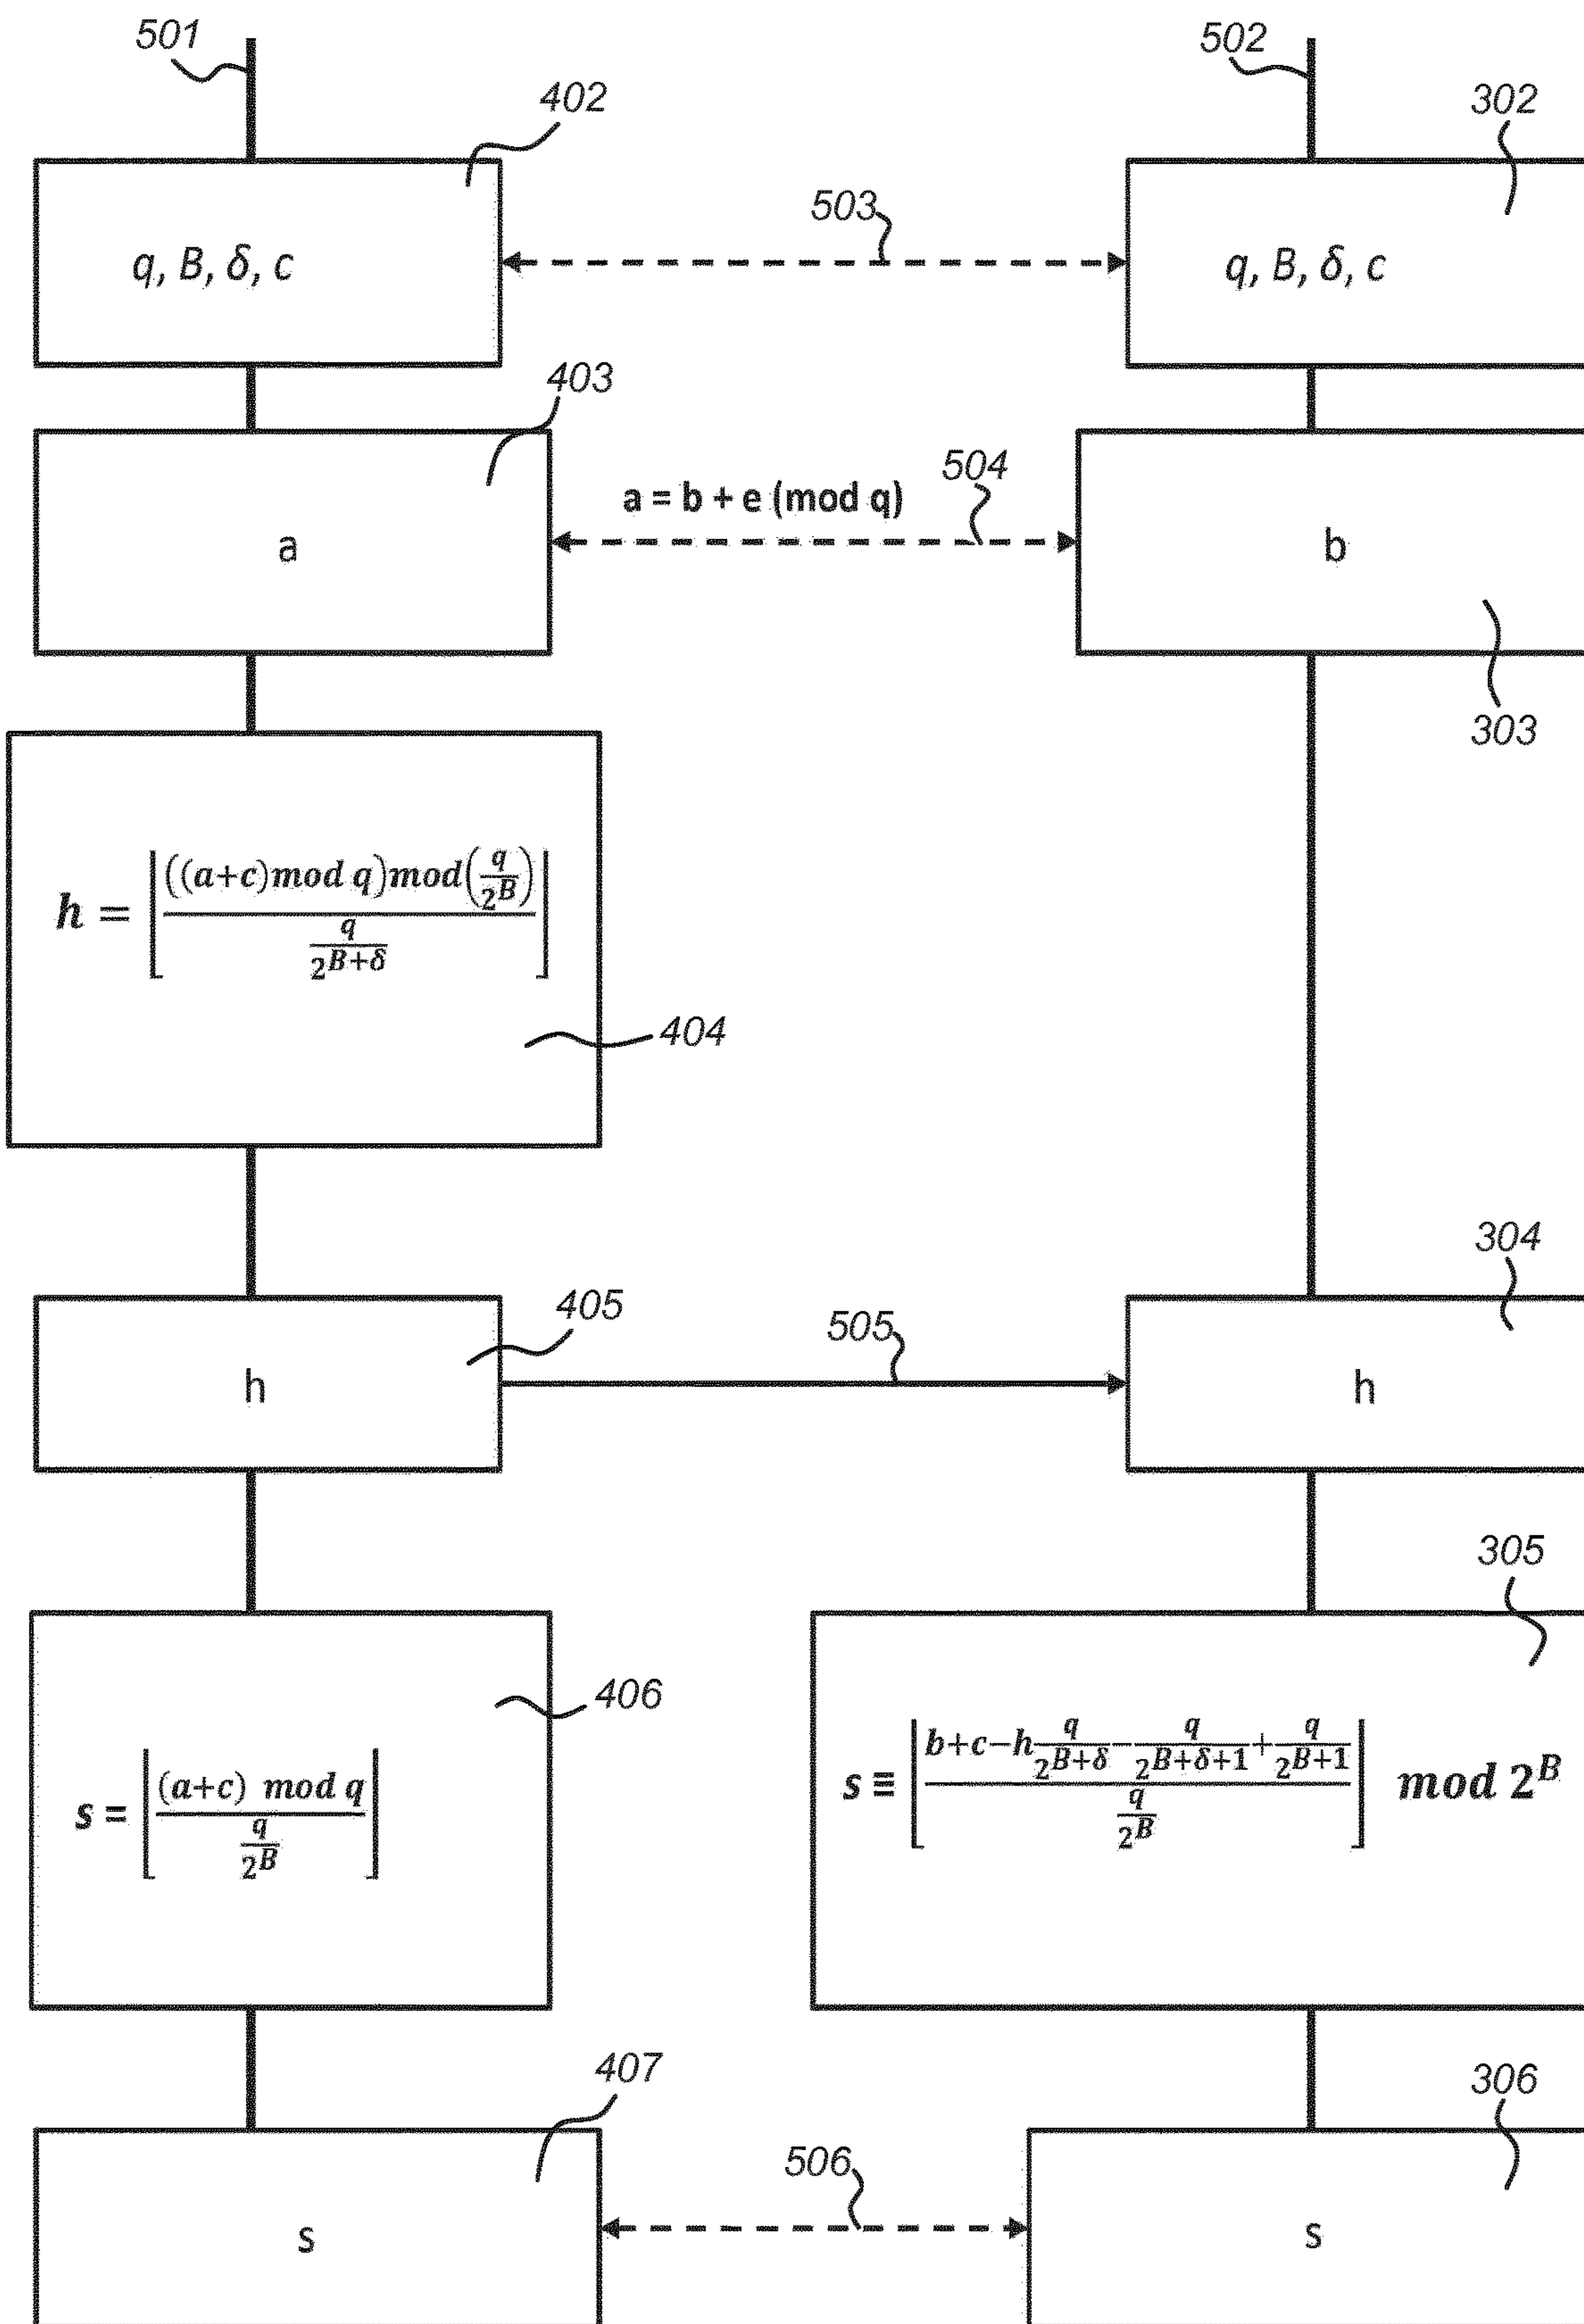 501
502
402
302
503
q, B, δ, c
q, B, δ, c
403
504
a = b + e (mod q)
a
b
303
h = ⌊((a+c)mod q)mod(q/2^B) / (q/2^(B+δ))⌋
404
304
405
505
h
h
305
406
s = ⌊(a+c) mod q / (q/2^B)⌋
s ≡ ⌊(b+c−h q/2^(B+δ) − q/2^(B+δ+1) + q/2^(B+1)) / (q/2^B)⌋ mod 2^B
407
306
506
s
s